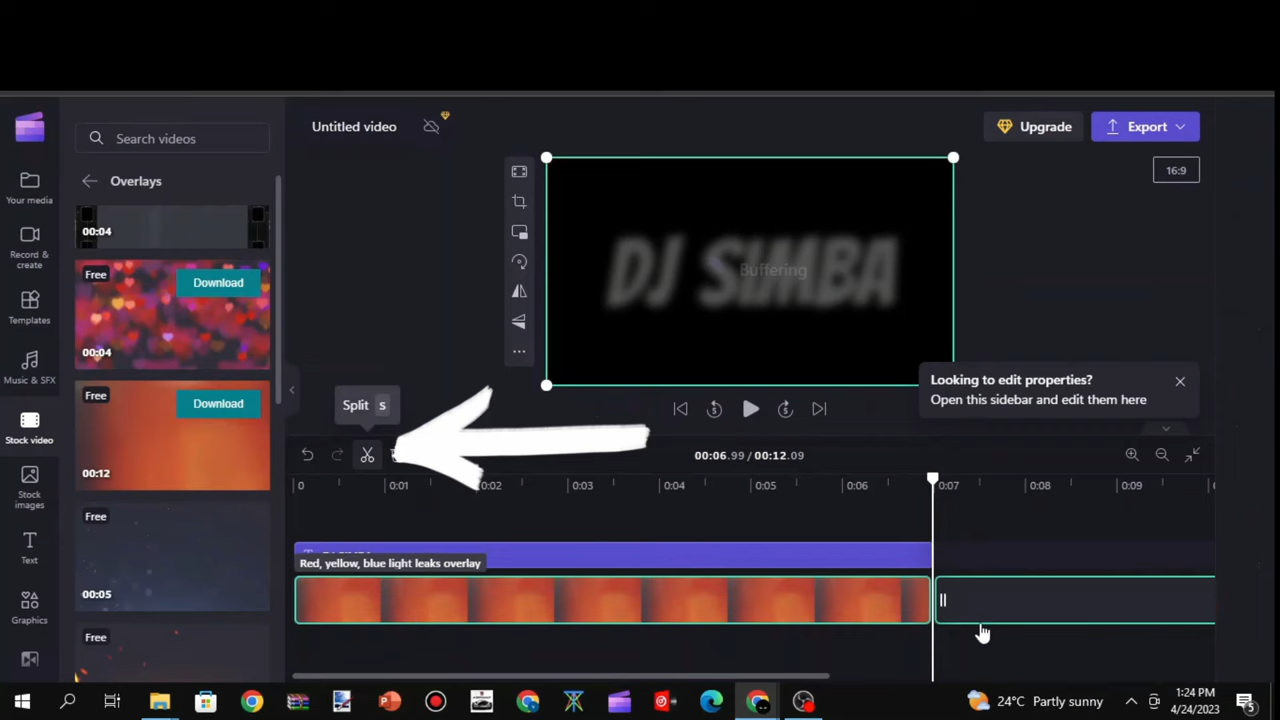 Untitled video
Upgrade
Export
Search videos
16:9
Overlays
Your media
00:04
Record &
create
Free
Download
Templates
00:04
DJ SIMBA
Buffering
Music & SFX
Free
Download
Looking to edit properties?
Open this sidebar and edit them here
Split S
5
5
Stock video
00:06.99 / 00:12.09
00:12
Stock
images
0
0:01
0:02
0:03
0:04
0:05
0:06
0:07
0:08
0:09
Free
Text
Red, yellow, blue light leaks overlay
00:05
Graphics
Free
24°C Partly sunny
1:24 PM
4/24/2023
5